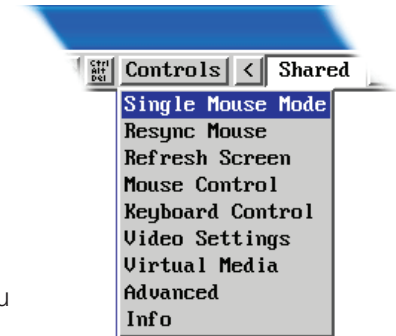 Ctrl Alt Del Controls < Shared
Single Mouse Mode
Resync Mouse
Refresh Screen
Mouse Control
Keyboard Control
Video Settings
Virtual Media
Advanced
u
Info